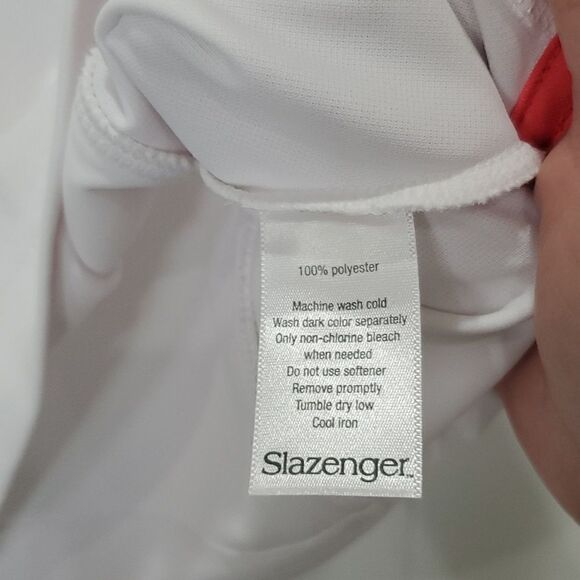 100% polyester
Machine wash cold
Wash dark color separately
Only non-chlorine bleach
when needed
Do not use softener
Remove promptly
Tumble dry low
Cool iron
Slazenger™